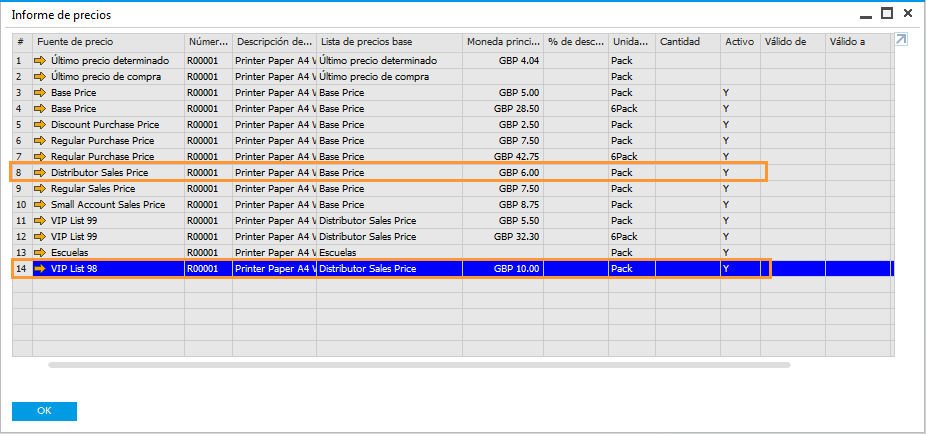 Informe de precios
# Fuente de precio Númer... Descripción de... Lista de precios base Moneda princi... % de desc... Unida... Cantidad Activo Válido de Válido a
1 Último precio determinado R00001 Printer Paper A4 W Último precio determinado GBP 4.04 Pack
2 Último precio de compra R00001 Printer Paper A4 W Último precio de compra Pack
3 Base Price R00001 Printer Paper A4 W Base Price GBP 5.00 Pack Y
4 Base Price R00001 Printer Paper A4 W Base Price GBP 28.50 6Pack Y
5 Discount Purchase Price R00001 Printer Paper A4 W Base Price GBP 2.50 Pack Y
6 Regular Purchase Price R00001 Printer Paper A4 W Base Price GBP 7.50 Pack Y
7 Regular Purchase Price R00001 Printer Paper A4 W Base Price GBP 42.75 6Pack Y
8 Distributor Sales Price R00001 Printer Paper A4 W Base Price GBP 6.00 Pack Y
9 Regular Sales Price R00001 Printer Paper A4 W Base Price GBP 7.50 Pack Y
10 Small Account Sales Price R00001 Printer Paper A4 W Base Price GBP 8.75 Pack Y
11 VIP List 99 R00001 Printer Paper A4 W Distributor Sales Price GBP 5.50 Pack Y
12 VIP List 99 R00001 Printer Paper A4 W Distributor Sales Price GBP 32.30 6Pack Y
13 Escuelas R00001 Printer Paper A4 W Escuelas Pack Y
14 VIP List 98 R00001 Printer Paper A4 W Distributor Sales Price GBP 10.00 Pack Y
OK